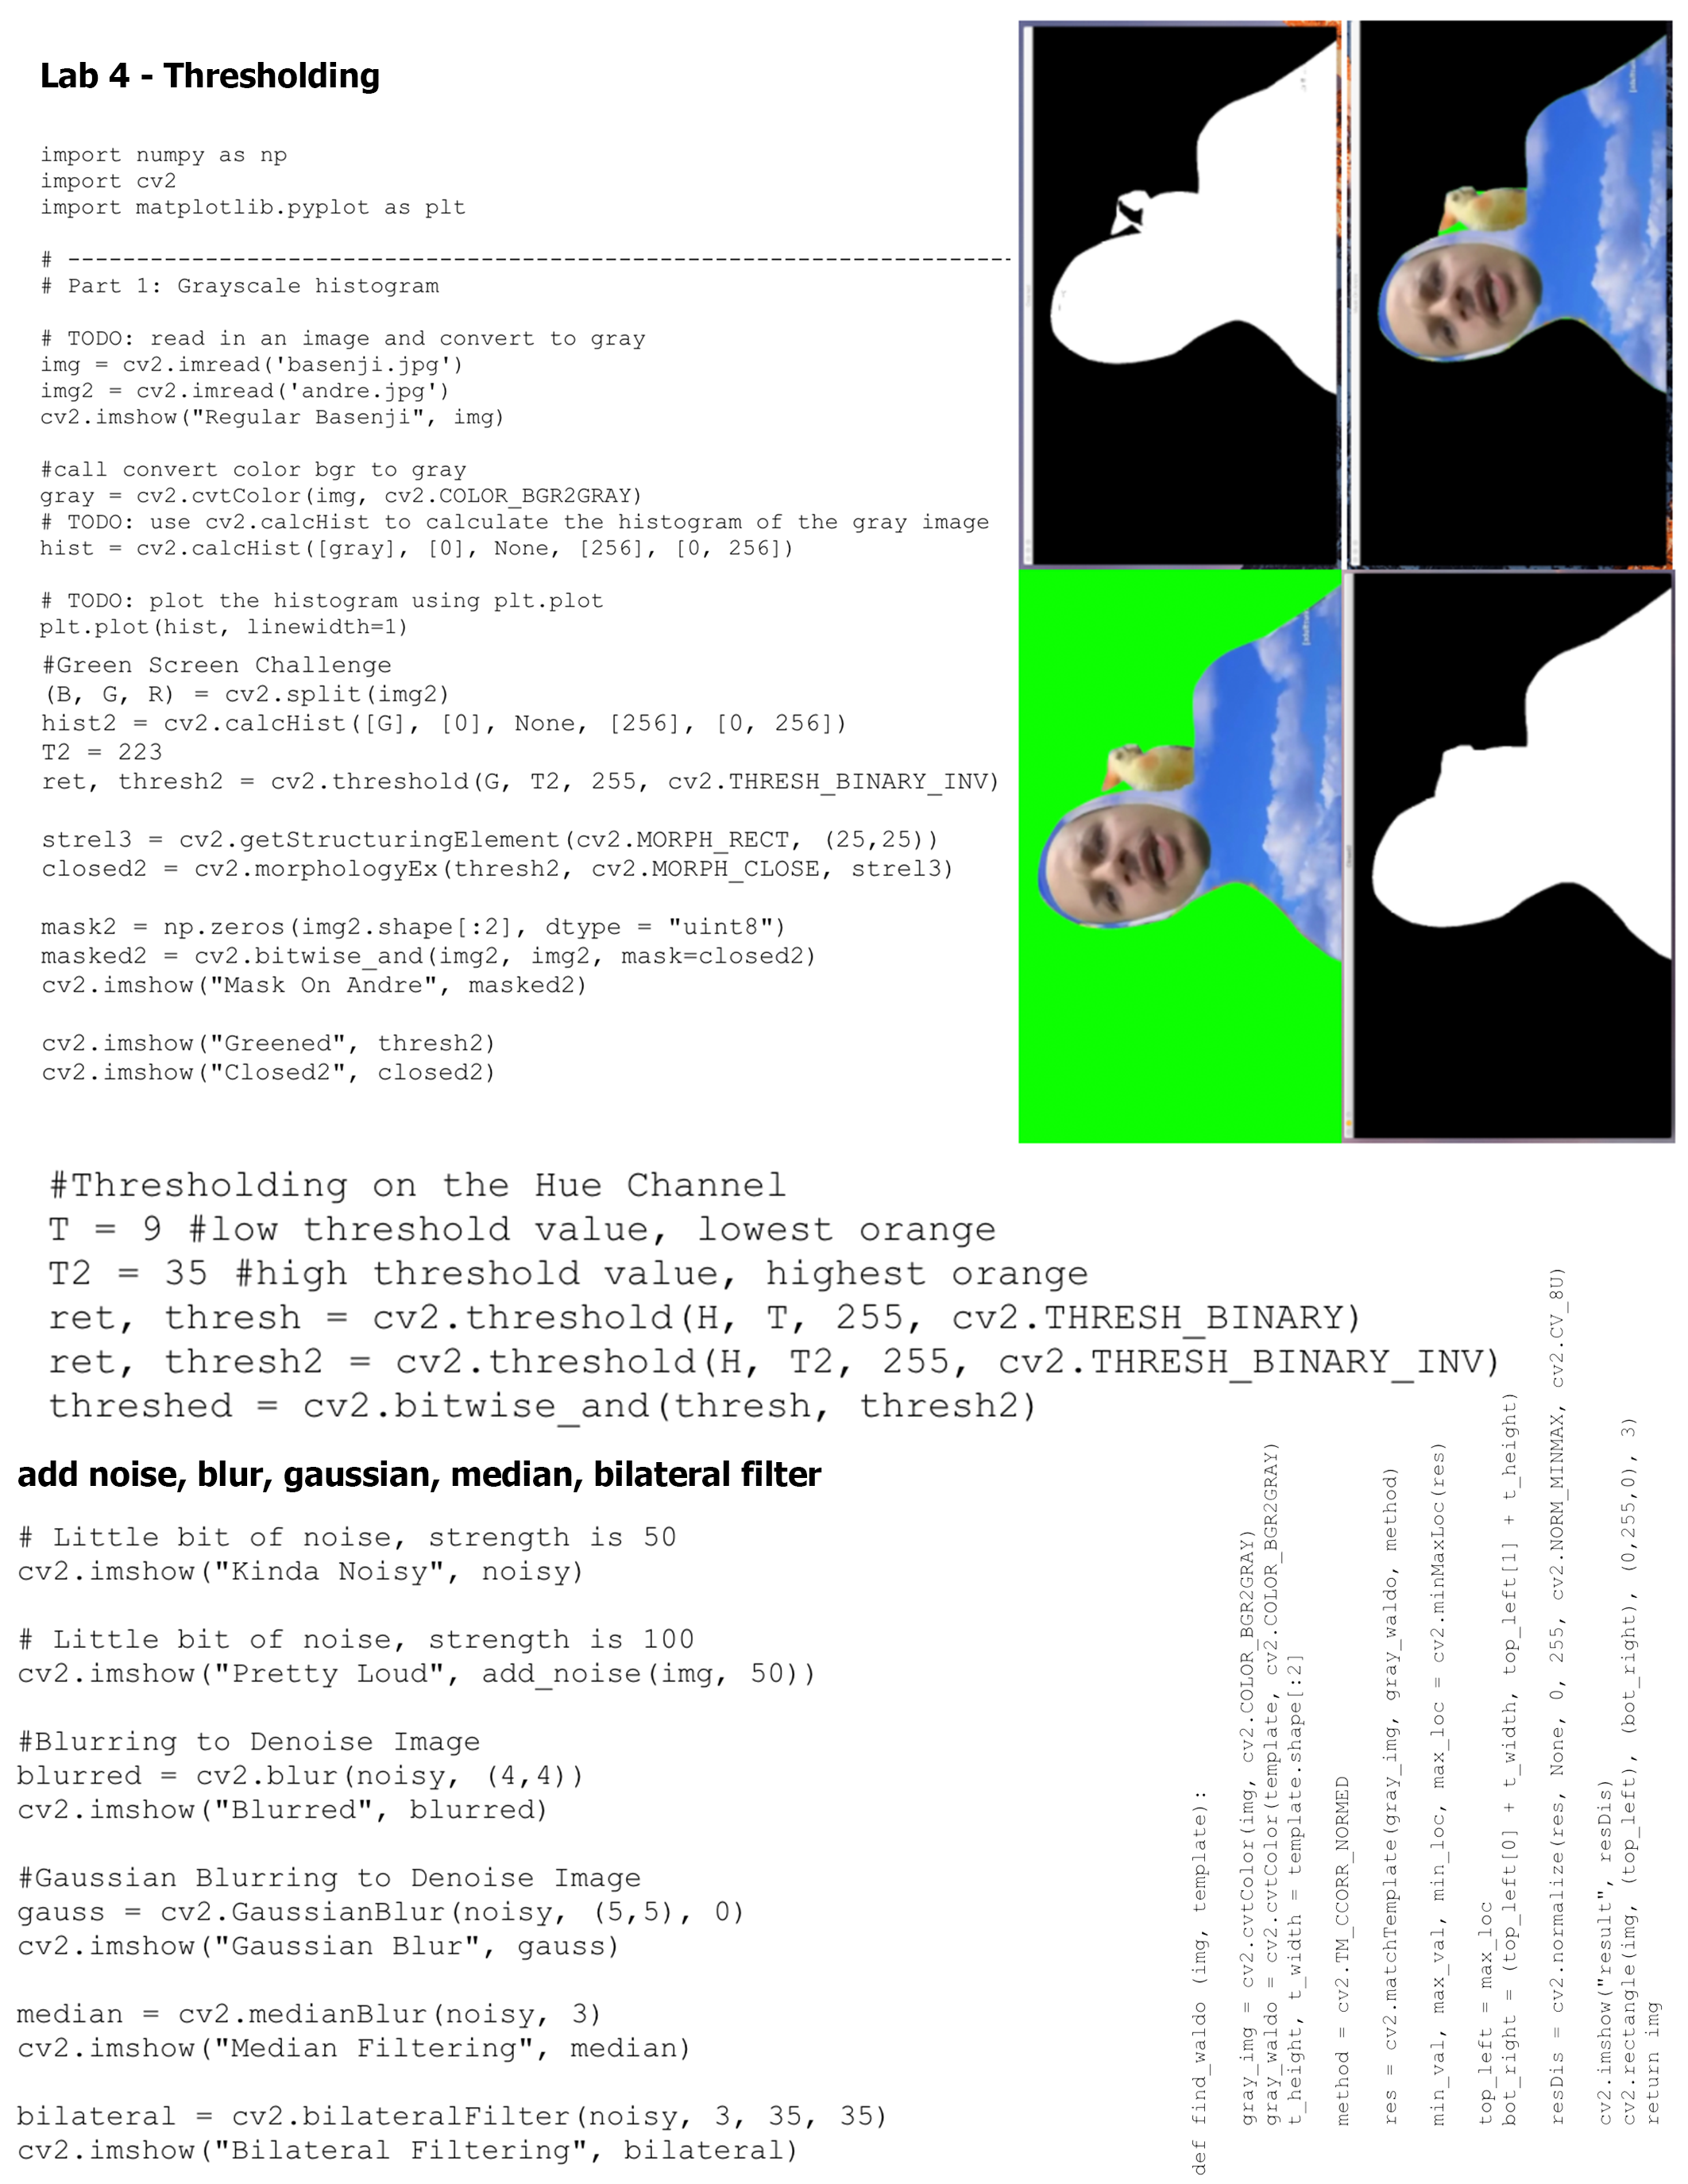 Lab 4 - Thresholding
import numpy as np
import cv2
import matplotlib.pyplot as plt
# ---------------------------------------------------------------------
# Part 1: Grayscale histogram
# TODO: read in an image and convert to gray
img = cv2.imread('basenji.jpg')
img2 = cv2.imread('andre.jpg')
cv2.imshow("Regular Basenji", img)
#call convert color bgr to gray
gray = cv2.cvtColor(img, cv2.COLOR_BGR2GRAY)
# TODO: use cv2.calcHist to calculate the histogram of the gray image
hist = cv2.calcHist([gray], [0], None, [256], [0, 256])
# TODO: plot the histogram using plt.plot
plt.plot(hist, linewidth=1)
#Green Screen Challenge
(B, G, R) = cv2.split(img2)
hist2 = cv2.calcHist([G], [0], None, [256], [0, 256])
T2 = 223
ret, thresh2 = cv2.threshold(G, T2, 255, cv2.THRESH_BINARY_INV)
strel3 = cv2.getStructuringElement(cv2.MORPH_RECT, (25,25))
closed2 = cv2.morphologyEx(thresh2, cv2.MORPH_CLOSE, strel3)
mask2 = np.zeros(img2.shape[:2], dtype = "uint8")
masked2 = cv2.bitwise_and(img2, img2, mask=closed2)
cv2.imshow("Mask On Andre", masked2)
cv2.imshow("Greened", thresh2)
cv2.imshow("Closed2", closed2)
#Thresholding on the Hue Channel
T = 9 #low threshold value, lowest orange
T2 = 35 #high threshold value, highest orange
ret, thresh = cv2.threshold(H, T, 255, cv2.THRESH_BINARY)
ret, thresh2 = cv2.threshold(H, T2, 255, cv2.THRESH_BINARY_INV)
threshed = cv2.bitwise_and(thresh, thresh2)
add noise, blur, gaussian, median, bilateral filter
# Little bit of noise, strength is 50
cv2.imshow("Kinda Noisy", noisy)
# Little bit of noise, strength is 100
cv2.imshow("Pretty Loud", add_noise(img, 50))
#Blurring to Denoise Image
blurred = cv2.blur(noisy, (4,4))
cv2.imshow("Blurred", blurred)
#Gaussian Blurring to Denoise Image
gauss = cv2.GaussianBlur(noisy, (5,5), 0)
cv2.imshow("Gaussian Blur", gauss)
median = cv2.medianBlur(noisy, 3)
cv2.imshow("Median Filtering", median)
bilateral = cv2.bilateralFilter(noisy, 3, 35, 35)
cv2.imshow("Bilateral Filtering", bilateral)
def find_waldo (img, template):
gray_img = cv2.cvtColor(img, cv2.COLOR_BGR2GRAY)
gray_waldo = cv2.cvtColor(template, cv2.COLOR_BGR2GRAY)
t_height, t_width = template.shape[:2]
method = cv2.TM_CCORR_NORMED
res = cv2.matchTemplate(gray_img, gray_waldo, method)
min_val, max_val, min_loc, max_loc = cv2.minMaxLoc(res)
top_left = max_loc
bot_right = (top_left[0] + t_width, top_left[1] + t_height)
resDis = cv2.normalize(res, None, 0, 255, cv2.NORM_MINMAX, cv2.CV_8U)
cv2.imshow("result", resDis)
cv2.rectangle(img, (top_left), (bot_right), (0,255,0), 3)
return img